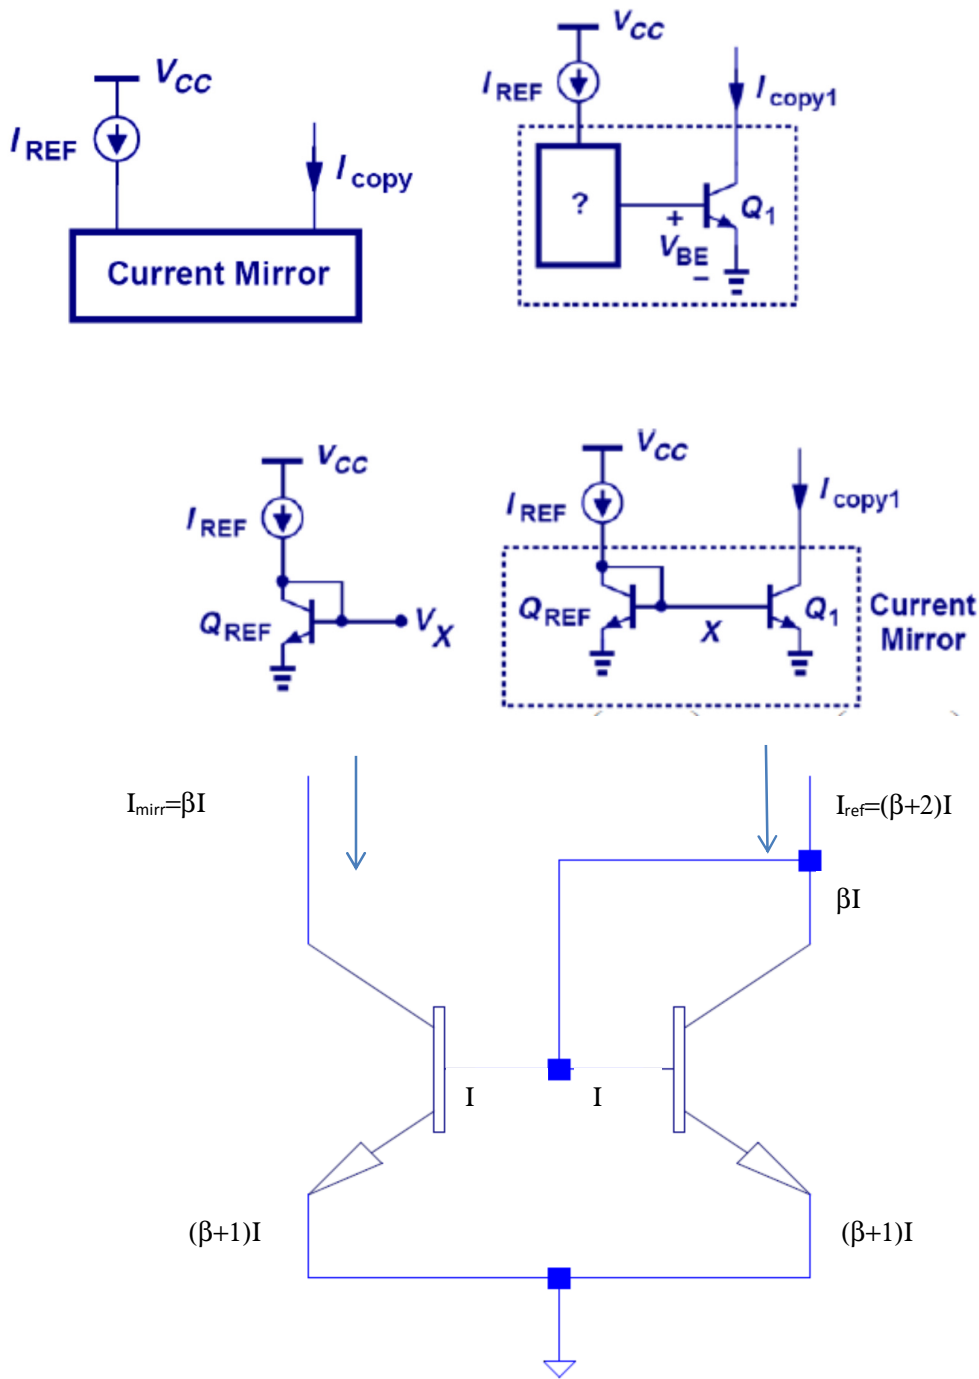 VCC
IREF
Icopy
Current Mirror
VCC
IREF
Icopy1
?
+
VBE
−
Q1
VCC
IREF
QREF
VX
VCC
IREF
Icopy1
QREF
X
Q1
Current
Mirror
Imirr=βI
Iref=(β+2)I
βI
I
I
(β+1)I
(β+1)I